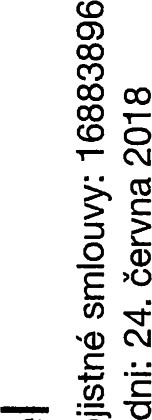 jistné smlouvy: 16883896
dni: 24. června 2018